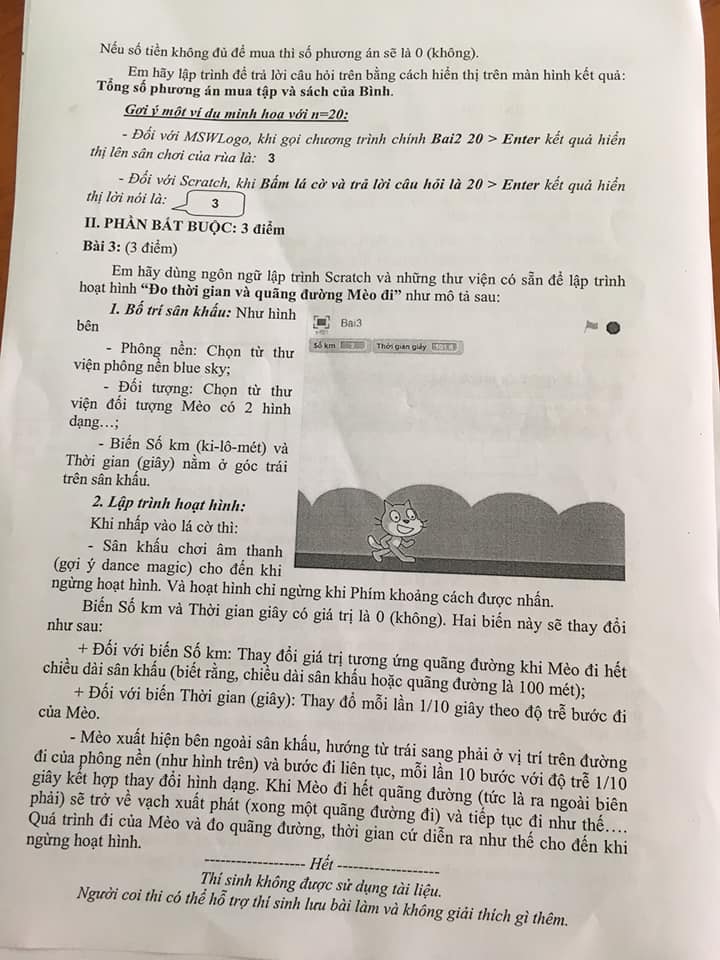 Nếu số tiền không đủ để mua thì số phương án sẽ là 0 (không).
Em hãy lập trình để trả lời câu hỏi trên bằng cách hiển thị trên màn hình kết quả:
Tổng số phương án mua tập và sách của Bình.
Gợi ý một ví dụ minh hoạ với n=20:
- Đối với MSWLogo, khi gọi chương trình chính Bai2 20 > Enter kết quả hiển
thị lên sân chơi của rùa là: 3
- Đối với Scratch, khi Bấm lá cờ và trả lời câu hỏi là 20 > Enter kết quả hiển
thị lời nói là: 3
II. PHẦN BẮT BUỘC: 3 điểm
Bài 3: (3 điểm)
Em hãy dùng ngôn ngữ lập trình Scratch và những thư viện có sẵn để lập trình
hoạt hình “Đo thời gian và quãng đường Mèo đi” như mô tả sau:
1. Bố trí sân khấu: Như hình
bên
- Phông nền: Chọn từ thư
viện phông nền blue sky;
- Đối tượng: Chọn từ thư
viện đối tượng Mèo có 2 hình
dạng…;
- Biến Số km (ki-lô-mét) và
Thời gian (giây) nằm ở góc trái
trên sân khấu.
Bai3
Số km
Thời gian giây
2. Lập trình hoạt hình:
Khi nhấp vào lá cờ thì:
- Sân khấu chơi âm thanh
(gợi ý dance magic) cho đến khi
ngừng hoạt hình. Và hoạt hình chỉ ngừng khi Phím khoảng cách được nhấn.
Biến Số km và Thời gian giây có giá trị là 0 (không). Hai biến này sẽ thay đổi
như sau:
+ Đối với biến Số km: Thay đổi giá trị tương ứng quãng đường khi Mèo đi hết
chiều dài sân khấu (biết rằng, chiều dài sân khấu hoặc quãng đường là 100 mét);
+ Đối với biến Thời gian (giây): Thay đổ mỗi lần 1/10 giây theo độ trễ bước đi
của Mèo.
- Mèo xuất hiện bên ngoài sân khấu, hướng từ trái sang phải ở vị trí trên đường
đi của phông nền (như hình trên) và bước đi liên tục, mỗi lần 10 bước với độ trễ 1/10
giây kết hợp thay đổi hình dạng. Khi Mèo đi hết quãng đường (tức là ra ngoài biên
phải) sẽ trở về vạch xuất phát (xong một quãng đường đi) và tiếp tục đi như thế….
Quá trình đi của Mèo và đo quãng đường, thời gian cứ diễn ra như thế cho đến khi
ngừng hoạt hình.
------------------- Hết -------------------
Thí sinh không được sử dụng tài liệu.
Người coi thi có thể hỗ trợ thí sinh lưu bài làm và không giải thích gì thêm.